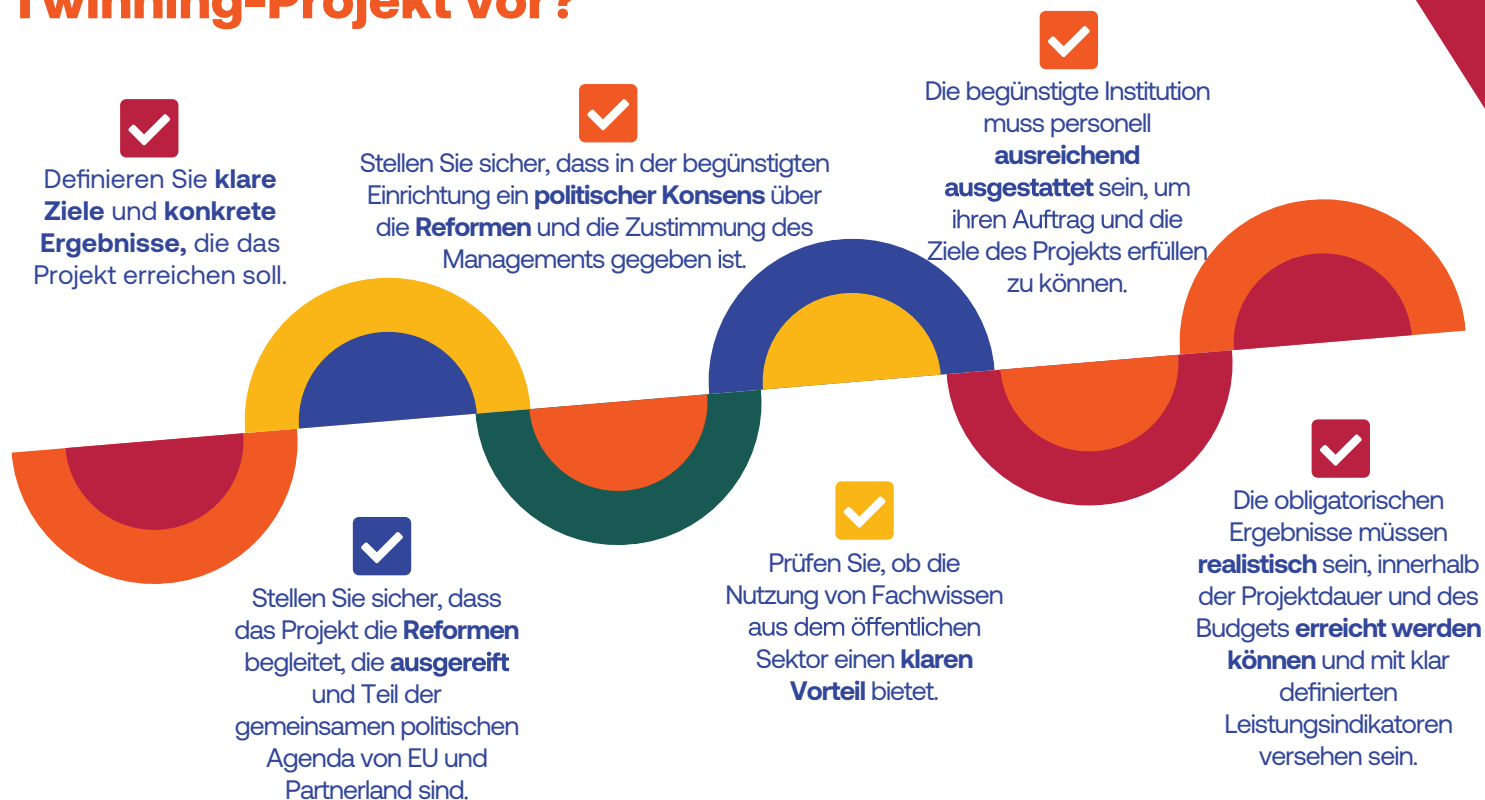 Twinning-Projekt vor?
Definieren Sie klare
Ziele und konkrete
Ergebnisse, die das
Projekt erreichen soll.
Stellen Sie sicher, dass
das Projekt die Reformen
begleitet, die ausgereift
und Teil der
gemeinsamen politischen
Agenda von EU und
Partnerland sind.
Stellen Sie sicher, dass in der begünstigten
Einrichtung ein politischer Konsens über
die Reformen und die Zustimmung des
Managements gegeben ist.
Prüfen Sie, ob die
Nutzung von Fachwissen
aus dem öffentlichen
Sektor einen klaren
Vorteil bietet.
Die begünstigte Institution
muss personell
ausreichend
ausgestattet sein, um
ihren Auftrag und die
Ziele des Projekts erfüllen
zu können.
Die obligatorischen
Ergebnisse müssen
realistisch sein, innerhalb
der Projektdauer und des
Budgets erreicht werden
können und mit klar
definierten
Leistungsindikatoren
versehen sein.